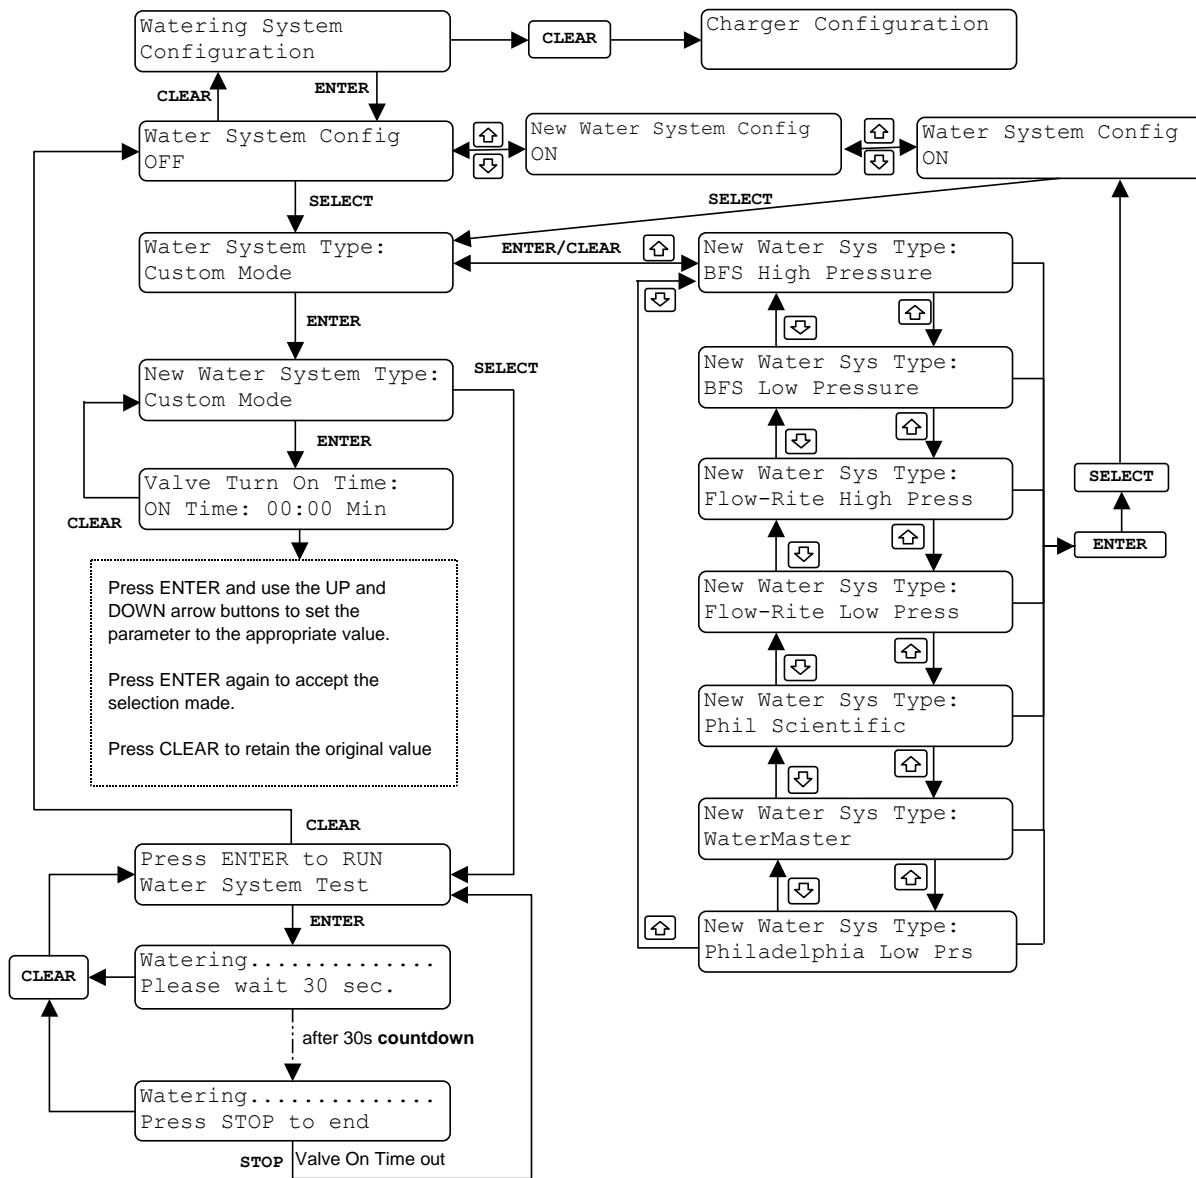 Watering System
Configuration
CLEAR
Charger Configuration
CLEAR
ENTER
Water System Config
OFF
New Water System Config
ON
Water System Config
ON
SELECT
SELECT
Water System Type:
Custom Mode
ENTER/CLEAR
New Water Sys Type:
BFS High Pressure
ENTER
New Water System Type:
Custom Mode
SELECT
New Water Sys Type:
BFS Low Pressure
ENTER
Valve Turn On Time:
ON Time: 00:00 Min
CLEAR
New Water Sys Type:
Flow-Rite High Press
SELECT
ENTER
Press ENTER and use the UP and
DOWN arrow buttons to set the
parameter to the appropriate value.
Press ENTER again to accept the
selection made.
Press CLEAR to retain the original value
New Water Sys Type:
Flow-Rite Low Press
New Water Sys Type:
Phil Scientific
New Water Sys Type:
WaterMaster
New Water Sys Type:
Philadelphia Low Prs
CLEAR
Press ENTER to RUN
Water System Test
ENTER
CLEAR
Watering..............
Please wait 30 sec.
after 30s countdown
Watering..............
Press STOP to end
STOP
Valve On Time out